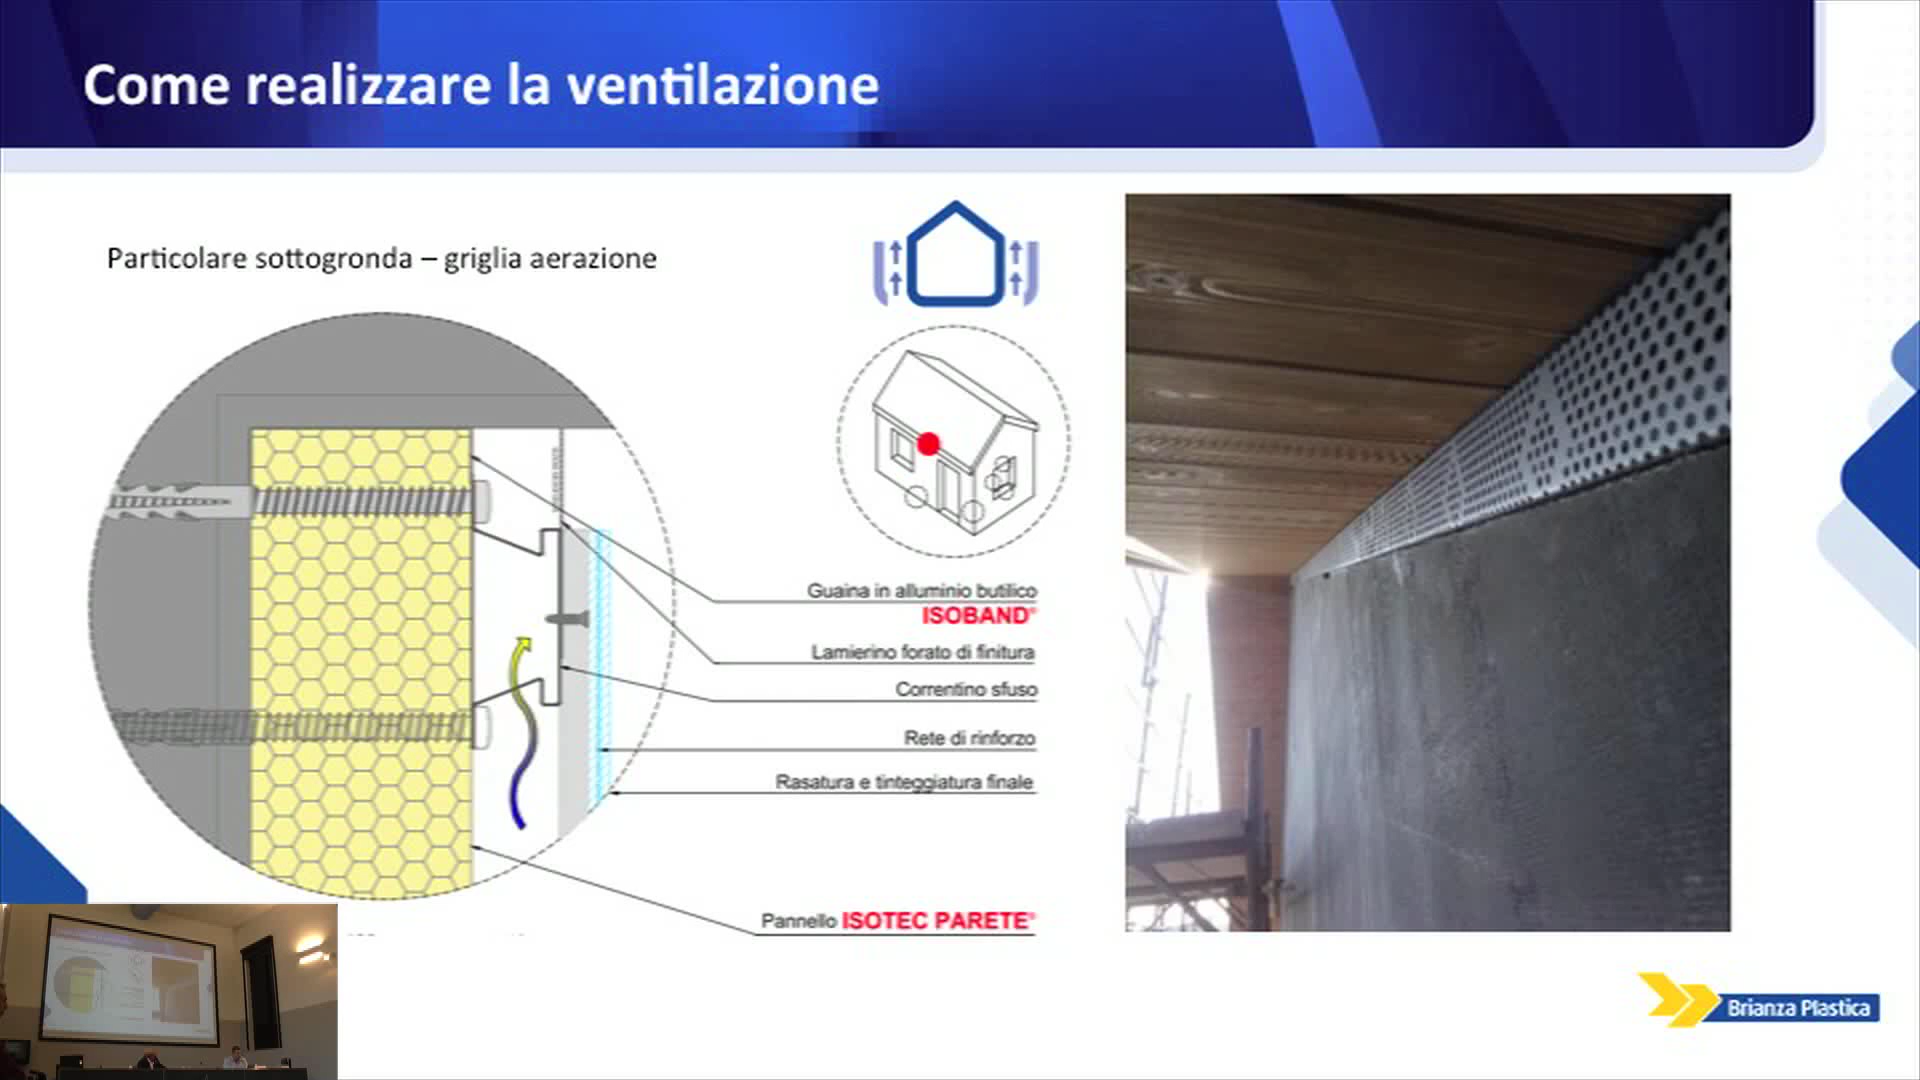 Come realizzare la ventilazione
Particolare sottogronda – griglia aerazione
Guaina in alluminio butilico
ISOBAND®
Lamierino forato di finitura
Correntino sfuso
Rete di rinforzo
Rasatura e tinteggiatura finale
Pannello ISOTEC PARETE®
Brianza Plastica